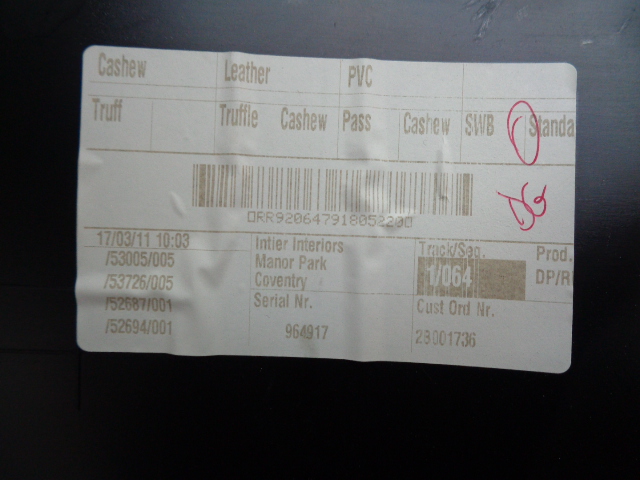 Cashew Leather PVC
Truff Truffle Cashew Pass Cashew SWB Standa
17/03/11 10:03 Intier Interiors Track/Seq. Prod.
/53005/005 Manor Park 1/064 DP/R
/53726/005 Coventry
/52687/001 Serial Nr. Cust Ord Nr.
/52694/001 964917 28001736